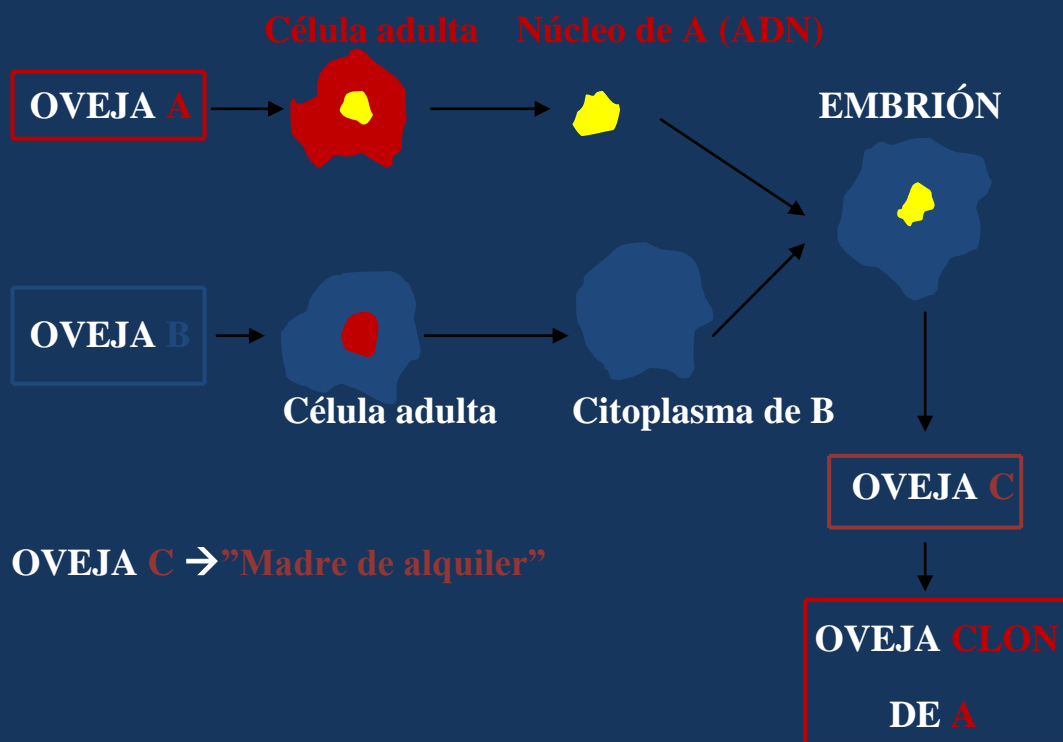 Célula adulta Núcleo de A (ADN)
OVEJA A
EMBRIÓN
OVEJA B
Célula adulta
Citoplasma de B
OVEJA C
OVEJA C → ”Madre de alquiler”
OVEJA CLON
DE A